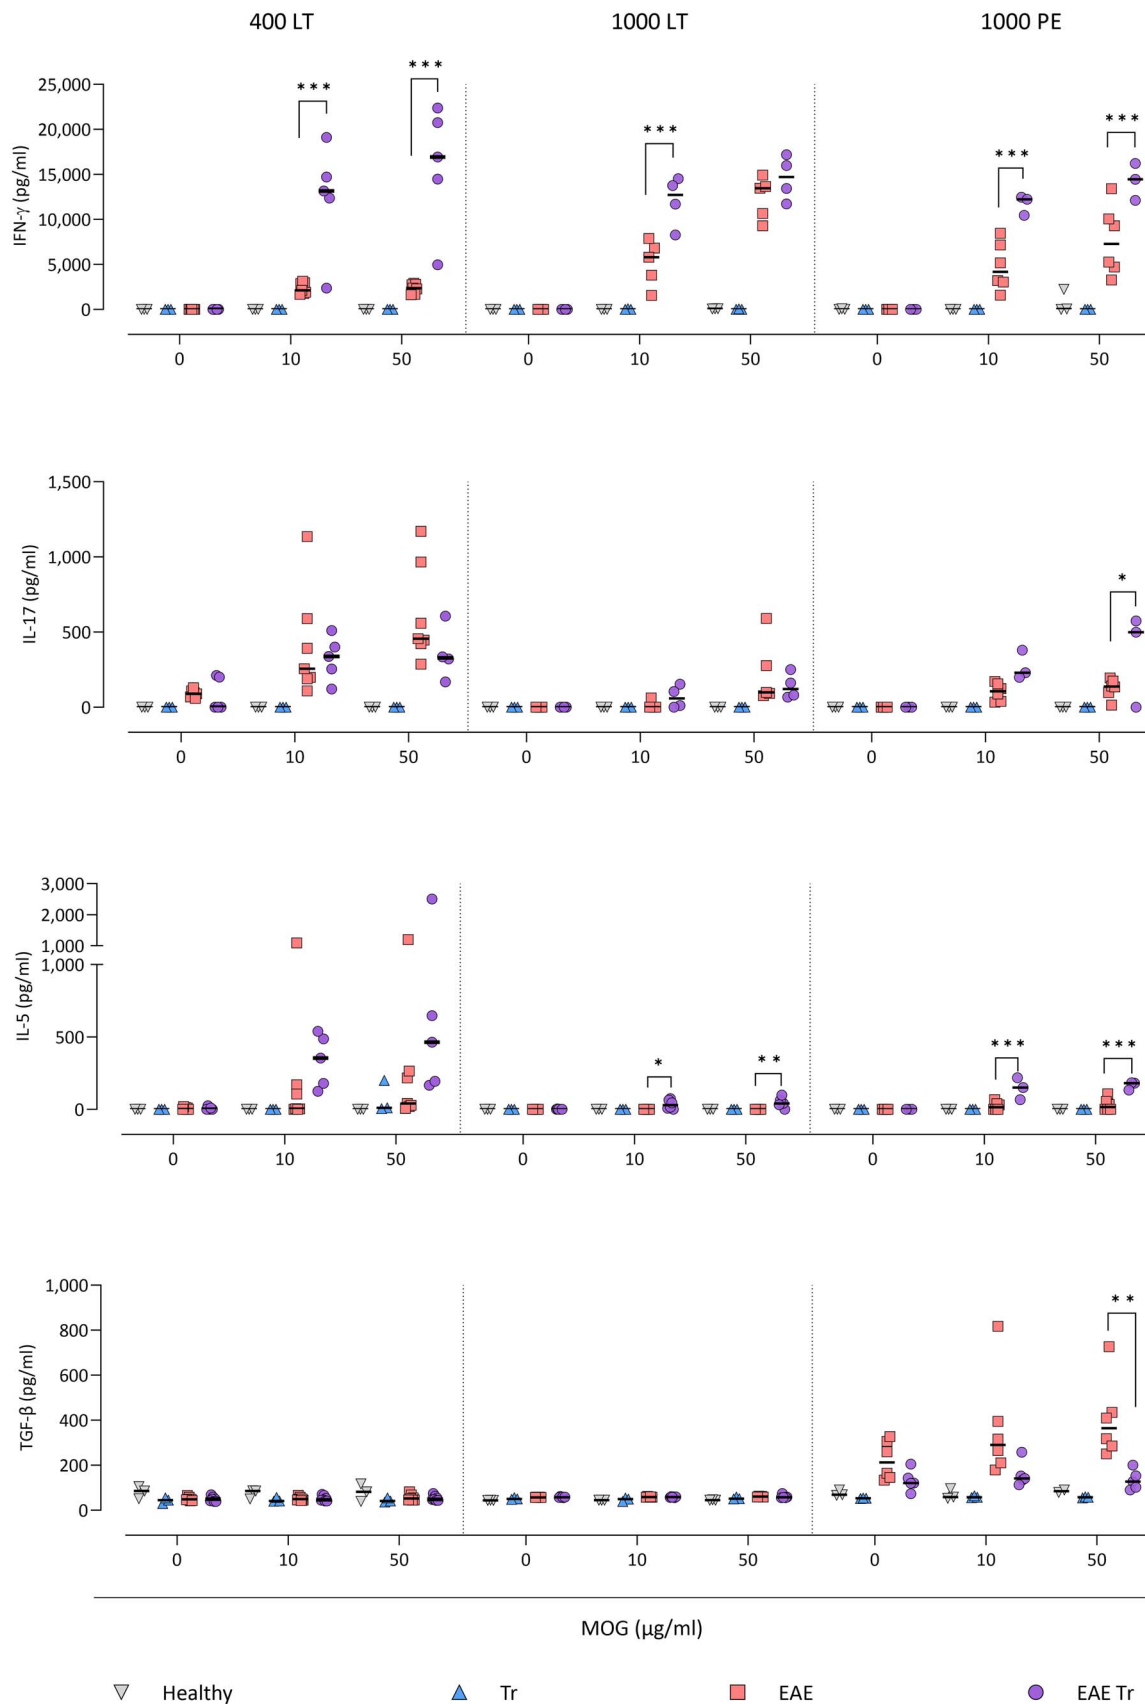 400 LT 1000 LT 1000 PE
IFN-γ (pg/ml)
25,000
20,000
15,000
10,000
5,000
0
*** *** *** *** ***
0 10 50 0 10 50 0 10 50
IL-17 (pg/ml)
1,500
1,000
500
0
*
0 10 50 0 10 50 0 10 50
IL-5 (pg/ml)
3,000
2,000
1,000
1,000
500
0
* ** *** ***
0 10 50 0 10 50 0 10 50
TGF-β (pg/ml)
1,000
800
600
400
200
0
**
0 10 50 0 10 50 0 10 50
MOG (μg/ml)
Healthy Tr EAE EAE Tr